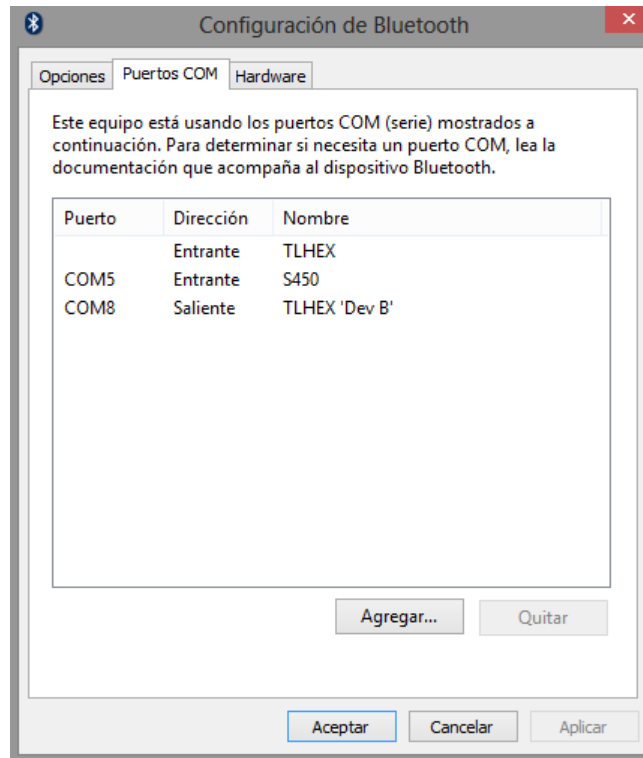 Configuración de Bluetooth
Opciones Puertos COM Hardware
Este equipo está usando los puertos COM (serie) mostrados a
continuación. Para determinar si necesita un puerto COM, lea la
documentación que acompaña al dispositivo Bluetooth.
Puerto Dirección Nombre
Entrante TLHEX
COM5 Entrante S450
COM8 Saliente TLHEX 'Dev B'
Agregar... Quitar
Aceptar Cancelar Aplicar